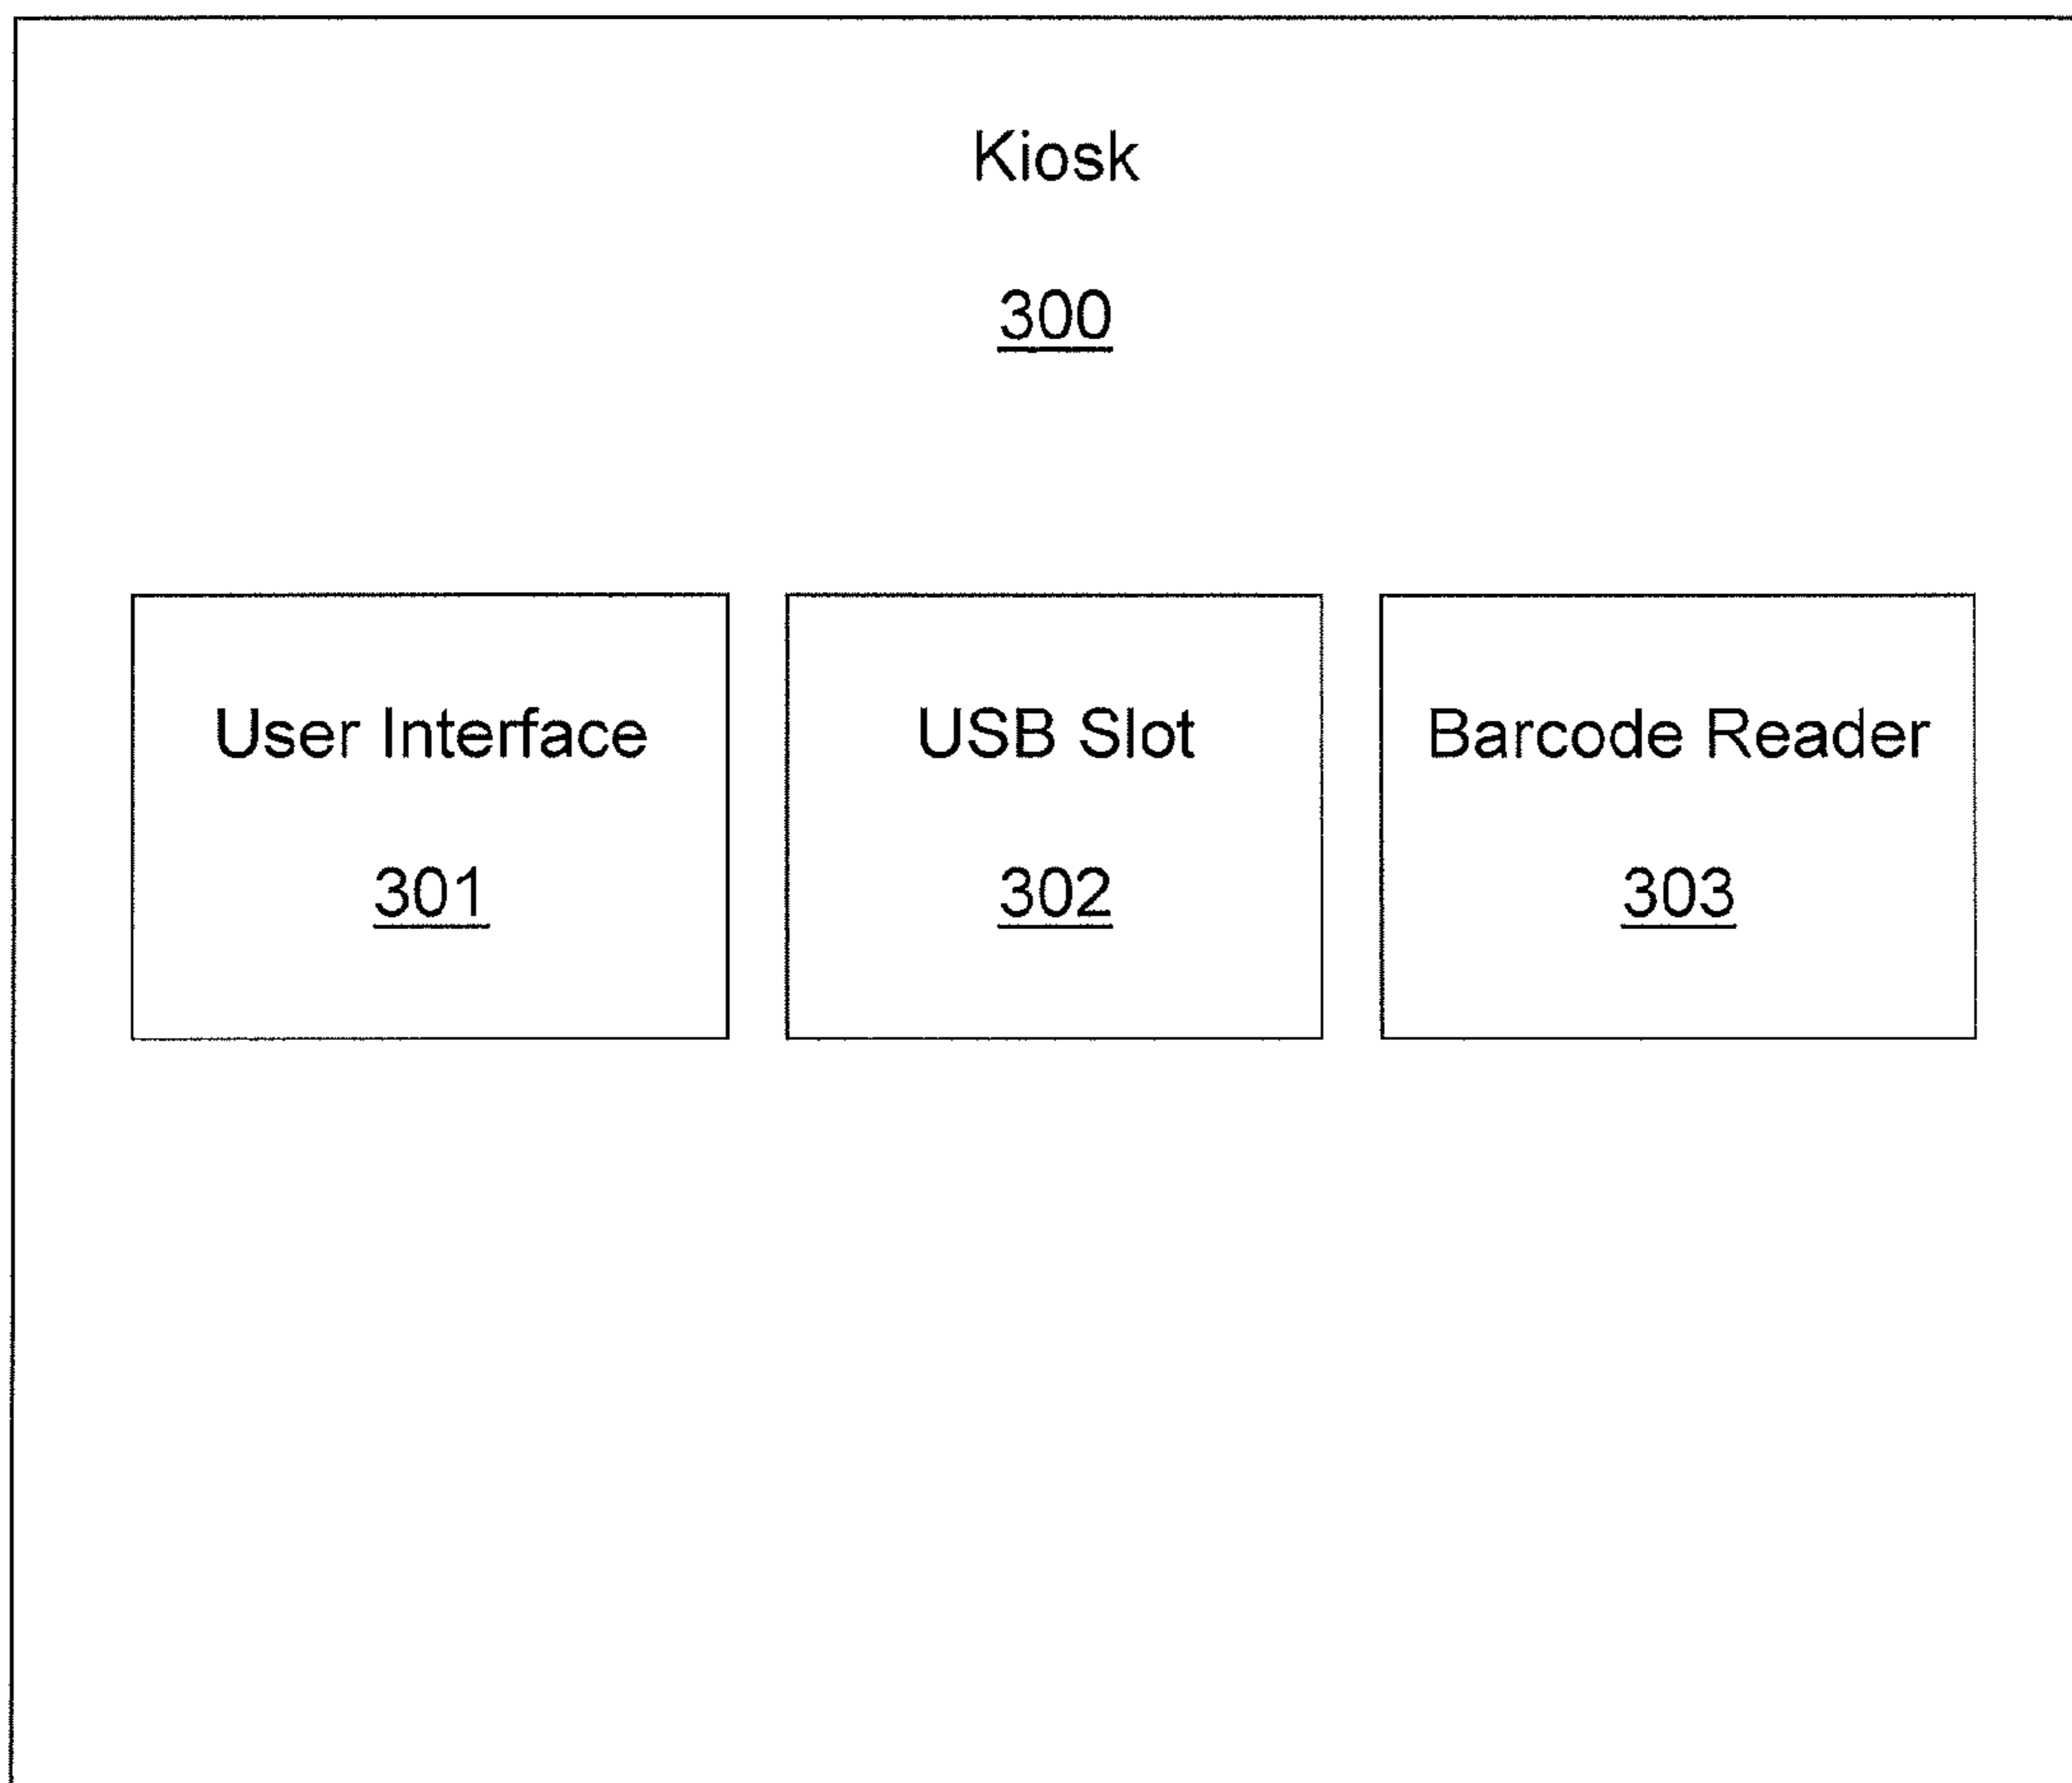 Kiosk
300
User Interface
301
USB Slot
302
Barcode Reader
303